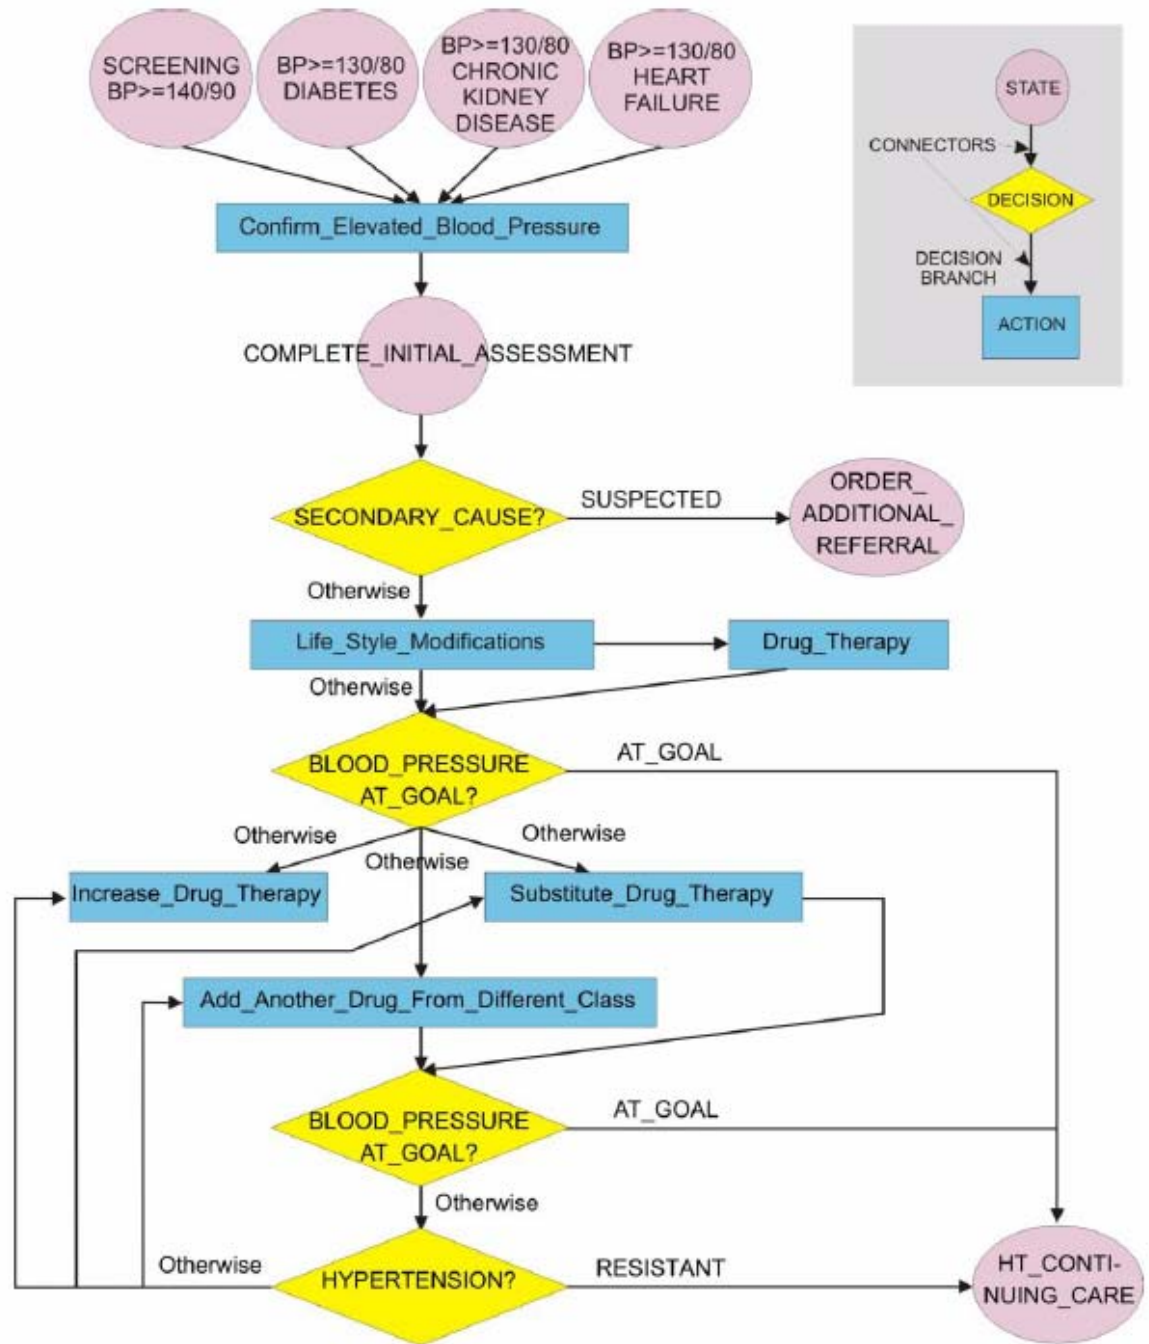 SCREENING
BP>=140/90
BP>=130/80
DIABETES
BP>=130/80
CHRONIC
KIDNEY
DISEASE
BP>=130/80
HEART
FAILURE
STATE
CONNECTORS
DECISION
DECISION
BRANCH
ACTION
Confirm_Elevated_Blood_Pressure
COMPLETE_INITIAL_ASSESSMENT
SECONDARY_CAUSE?
SUSPECTED
ORDER_
ADDITIONAL_
REFERRAL
Otherwise
Life_Style_Modifications
Drug_Therapy
Otherwise
BLOOD_PRESSURE
AT_GOAL?
AT_GOAL
Otherwise
Otherwise
Otherwise
Increase_Drug_Therapy
Substitute_Drug_Therapy
Add_Another_Drug_From_Different_Class
BLOOD_PRESSURE
AT_GOAL?
AT_GOAL
Otherwise
Otherwise
HYPERTENSION?
RESISTANT
HT_CONTI-
NUING_CARE